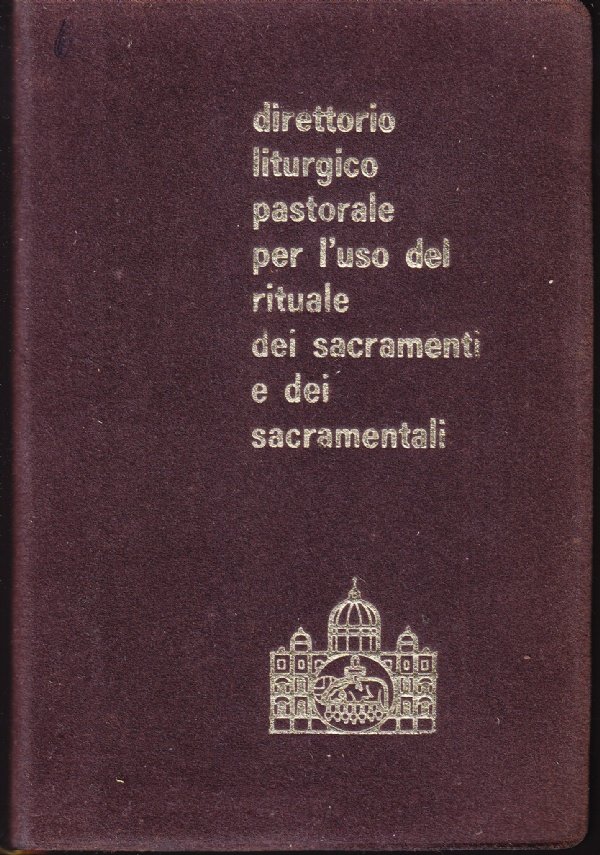 direttorio
liturgico
pastorale
per l'uso del
rituale
dei sacramenti
e dei
sacramentali